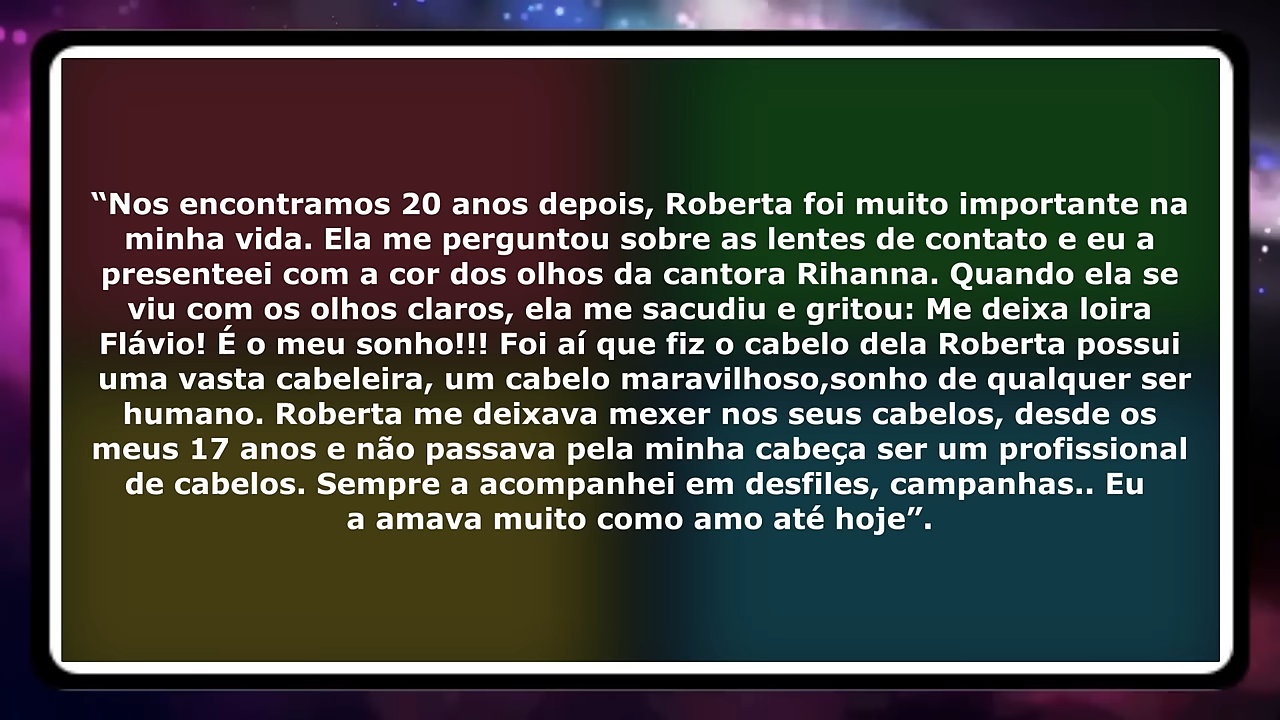 “Nos encontramos 20 anos depois, Roberta foi muito importante na
minha vida. Ela me perguntou sobre as lentes de contato e eu a
presenteei com a cor dos olhos da cantora Rihanna. Quando ela se
viu com os olhos claros, ela me sacudiu e gritou: Me deixa loira
Flávio! É o meu sonho!!! Foi aí que fiz o cabelo dela Roberta possui
uma vasta cabeleira, um cabelo maravilhoso,sonho de qualquer ser
humano. Roberta me deixava mexer nos seus cabelos, desde os
meus 17 anos e não passava pela minha cabeça ser um profissional
de cabelos. Sempre a acompanhei em desfiles, campanhas.. Eu
a amava muito como amo até hoje”.